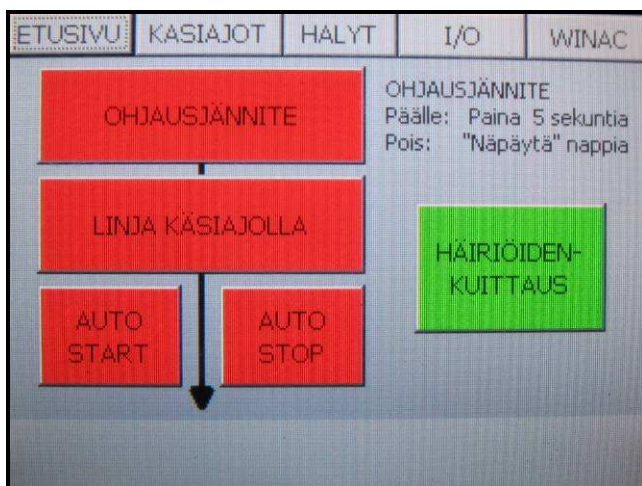 ETUSIVU KASIAJOT HALYT I/O WINAC
OHJAUSJÄNNITE
OHJAUSJÄNNITE
Päälle: Paina 5 sekuntia
Pois: "Näpäytä" nappia
LINJA KÄSIAJOLLA
HÄIRIÖIDEN-
KUITTAUS
AUTO
START
AUTO
STOP